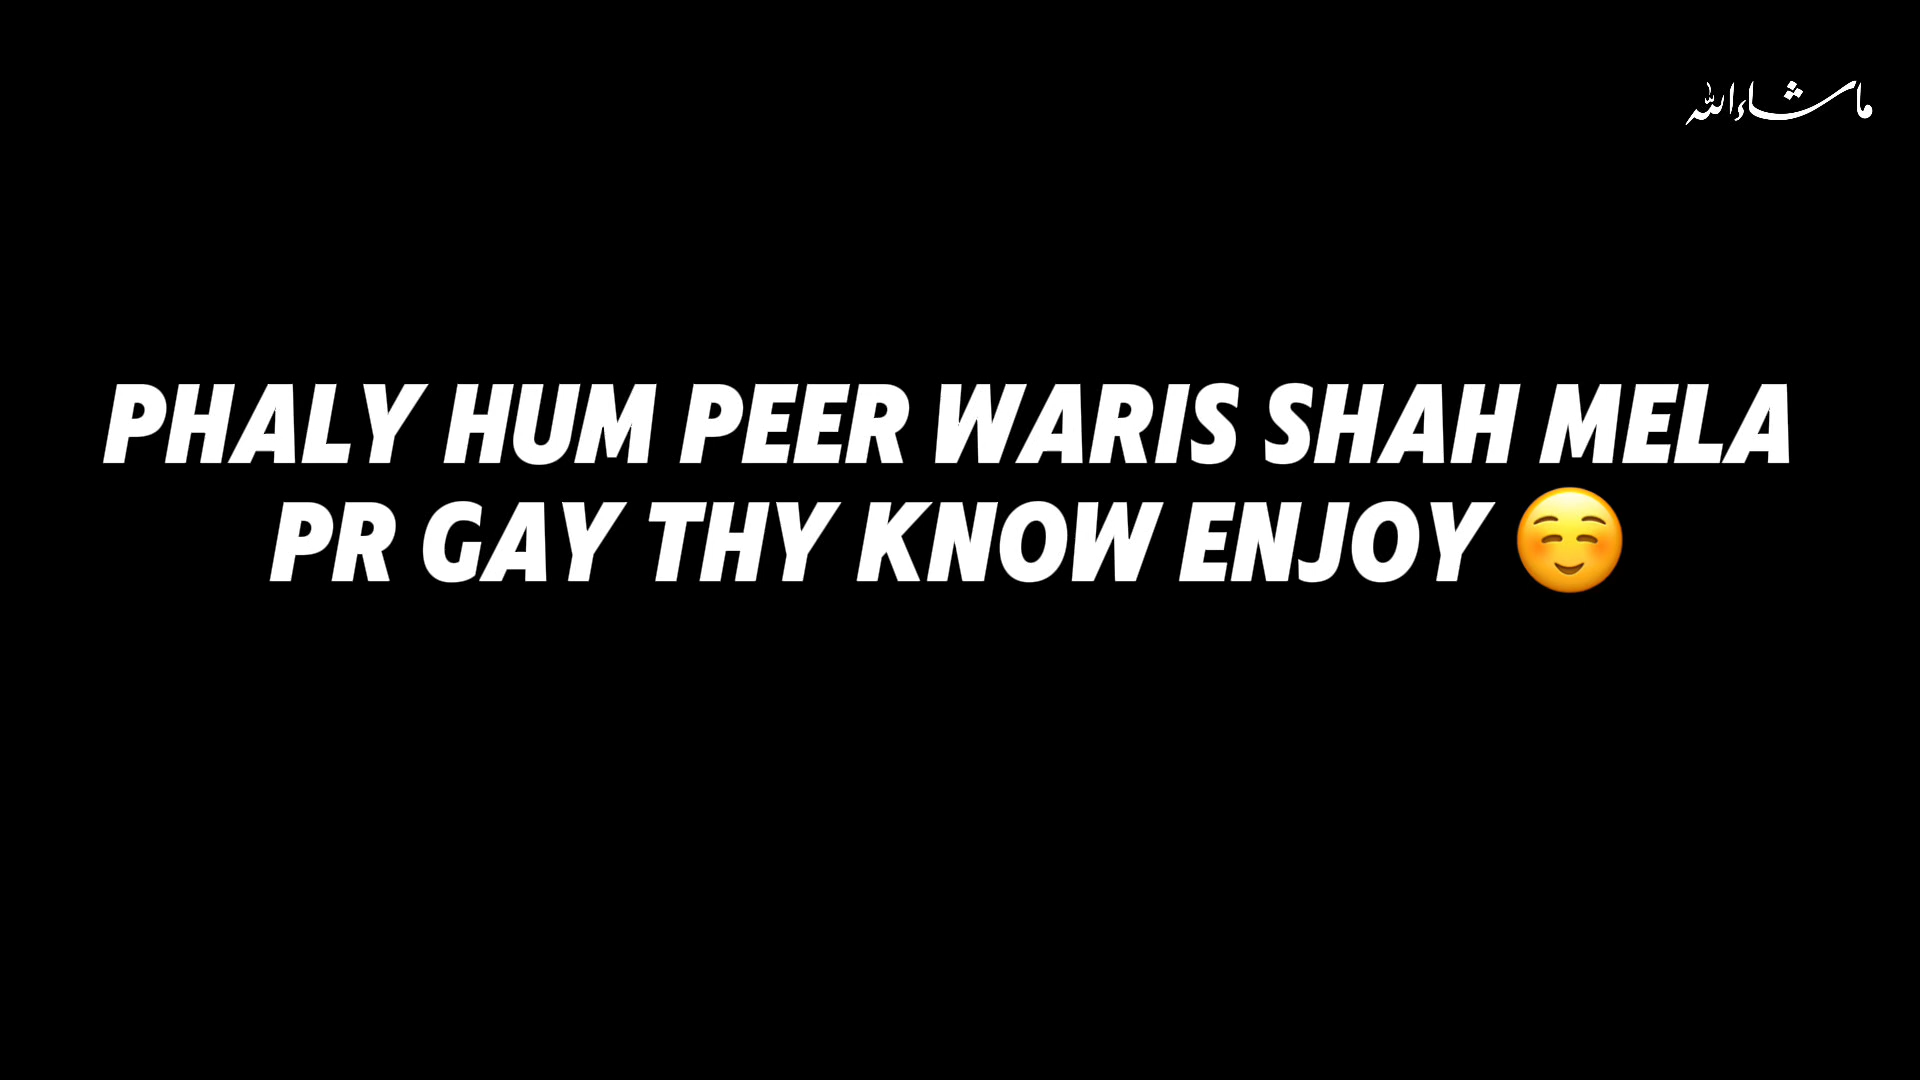 ماشاءاللہ
PHALY HUM PEER WARIS SHAH MELA
PR GAY THY KNOW ENJOY ☺️